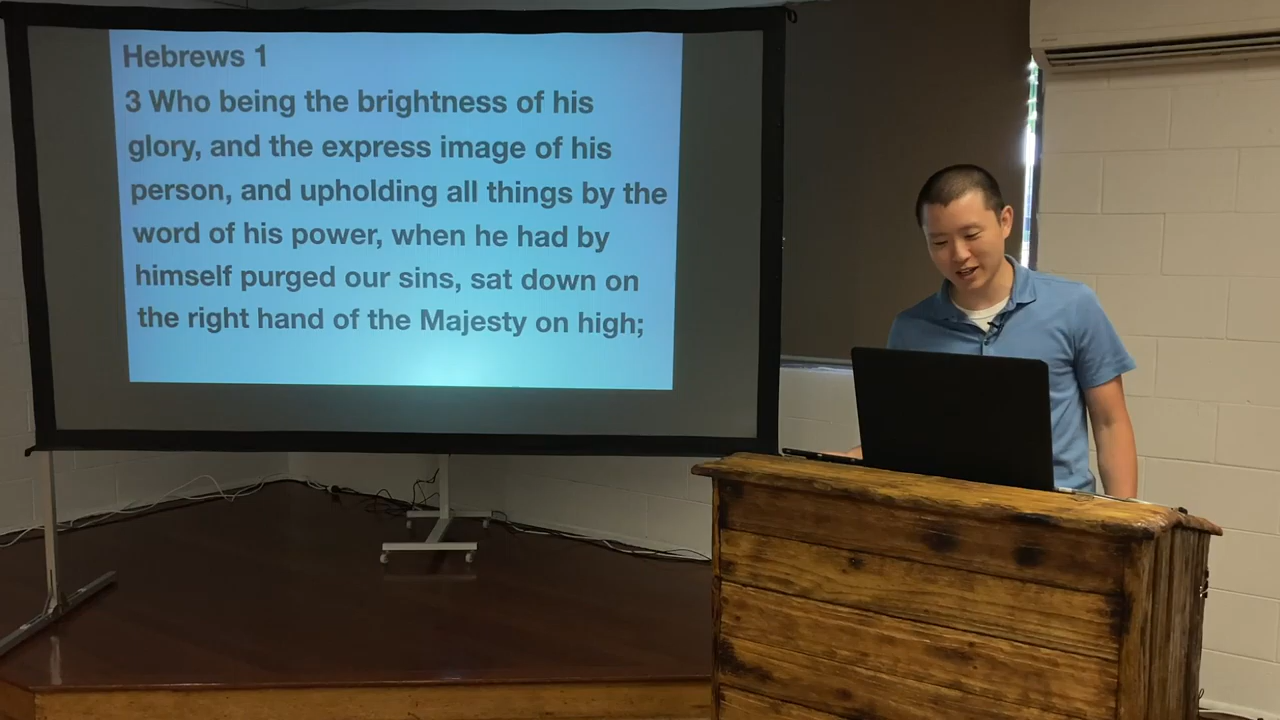 Hebrews 1
3 Who being the brightness of his
glory, and the express image of his
person, and upholding all things by the
word of his power, when he had by
himself purged our sins, sat down on
the right hand of the Majesty on high;